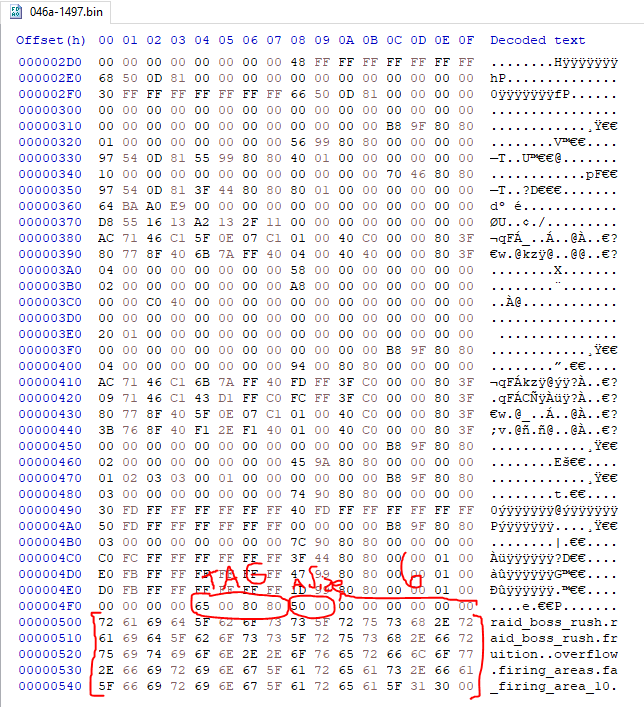 046a-1497.bin
Offset(h) 00 01 02 03 04 05 06 07 08 09 0A 0B 0C 0D 0E 0F Decoded text
000002D0 00 00 00 00 00 00 00 00 48 FF FF FF FF FF FF FF ........Hÿÿÿÿÿÿÿ
000002E0 68 50 0D 81 00 00 00 00 00 00 00 00 00 00 00 00 hP..............
000002F0 30 FF FF FF FF FF FF FF 66 50 0D 81 00 00 00 00 0ÿÿÿÿÿÿÿfP......
00000300 00 00 00 00 00 00 00 00 00 00 00 00 00 00 00 00 ................
00000310 00 00 00 00 00 00 00 00 00 00 00 00 B8 9F 80 80 ............¸Ÿ€€
00000320 01 00 00 00 00 00 00 00 56 99 80 80 00 00 00 00 ........V™€€....
00000330 97 54 0D 81 55 99 80 80 40 01 00 00 00 00 00 00 —T..U™€€@.......
00000340 10 00 00 00 00 00 00 00 00 00 00 00 70 46 80 80 ............pF€€
00000350 97 54 0D 81 3F 44 80 80 80 01 00 00 00 00 00 00 —T..?D€€€.......
00000360 64 BA A0 E9 00 00 00 00 00 00 00 00 00 00 00 00 dº é............
00000370 D8 55 16 13 A2 13 2F 11 00 00 00 00 00 00 00 00 ØU..¢./.........
00000380 AC 71 46 C1 5F 0E 07 C1 01 00 40 C0 00 00 80 3F ¬qFÁ_..Á..@À..€?
00000390 80 77 8F 40 6B 7A FF 40 04 00 40 40 00 00 80 3F €w.@kzÿ@..@@..€?
000003A0 04 00 00 00 00 00 00 00 58 00 00 00 00 00 00 00 ........X.......
000003B0 02 00 00 00 00 00 00 00 A8 00 00 00 00 00 00 00 ........¨.......
000003C0 00 00 C0 40 00 00 00 00 00 00 00 00 00 00 00 00 ..À@............
000003D0 00 00 00 00 00 00 00 00 00 00 00 00 00 00 00 00 ................
000003E0 20 01 00 00 00 00 00 00 00 00 00 00 00 00 00 00  ...............
000003F0 00 00 00 00 00 00 00 00 00 00 00 00 B8 9F 80 80 ............¸Ÿ€€
00000400 04 00 00 00 00 00 00 00 94 00 80 80 00 00 00 00 ........”.€€....
00000410 AC 71 46 C1 6B 7A FF 40 FD FF 3F C0 00 00 80 3F ¬qFÁkzÿ@ýÿ?À..€?
00000420 09 71 46 C1 43 D1 FF C0 FC FF 3F C0 00 00 80 3F .qFÁCÑÿÀüÿ?À..€?
00000430 80 77 8F 40 5F 0E 07 C1 01 00 40 C0 00 00 80 3F €w.@_..Á..@À..€?
00000440 3B 76 8F 40 F1 2E F1 40 01 00 40 C0 00 00 80 3F ;v.@ñ.ñ@..@À..€?
00000450 00 00 00 00 00 00 00 00 00 00 00 00 B8 9F 80 80 ............¸Ÿ€€
00000460 02 00 00 00 00 00 00 00 45 9A 80 80 00 00 00 00 ........Eš€€....
00000470 01 02 03 03 00 01 00 00 00 00 00 00 B8 9F 80 80 ............¸Ÿ€€
00000480 03 00 00 00 00 00 00 00 74 90 80 80 00 00 00 00 ........t.€€....
00000490 30 FD FF FF FF FF FF FF 40 FD FF FF FF FF FF FF 0ýÿÿÿÿÿÿ@ýÿÿÿÿÿÿ
000004A0 50 FD FF FF FF FF FF FF 00 00 00 00 B8 9F 80 80 Pýÿÿÿÿÿÿ....¸Ÿ€€
000004B0 03 00 00 00 00 00 00 00 7C 90 80 80 00 00 00 00 ........|.€€....
000004C0 C0 FC FF FF FF FF FF FF 3F 44 80 80 00 00 01 00 Àüÿÿÿÿÿÿ?D€€....
TAG A size
000004D0 E0 FB FF FF FF FF FF FF 47 99 80 80 00 00 01 00 àûÿÿÿÿÿÿG™€€....
000004E0 D0 FB FF FF FF FF FF FF 1D 80 80 00 00 01 00 Ðûÿÿÿÿÿÿ..€€....
000004F0 00 00 00 00 65 80 80 50 00 00 00 00 00 00 00 ....e.€€P.......
00000500 72 61 69 64 5F 62 6F 73 73 5F 72 75 73 68 2E 72 raid_boss_rush.r
00000510 61 69 64 5F 62 6F 73 73 5F 72 75 73 68 2E 66 72 aid_boss_rush.fr
00000520 75 69 74 69 6F 6E 2E 2E 6F 76 65 72 66 6C 6F 77 uition..overflow
00000530 2E 66 69 72 69 6E 67 5F 61 72 65 61 73 2E 66 61 .firing_areas.fa
00000540 5F 66 69 72 69 6E 67 5F 61 72 65 61 5F 31 30 00 _firing_area_10.